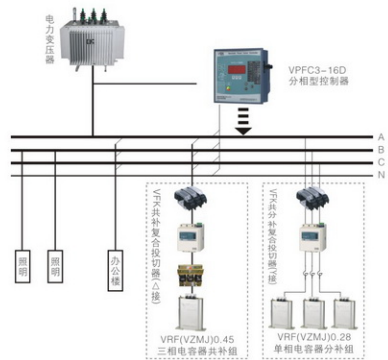 电力变压器
VPFC3-16D
分相型控制器
A
B
C
N
照明
照明
办公楼
VFK共补复合投切器(△接)
VRF(VZMJ)0.45
三相电容器共补组
VFK共分补复合投切器(Y接)
VRF(VZMJ)0.28
单相电容器分补组